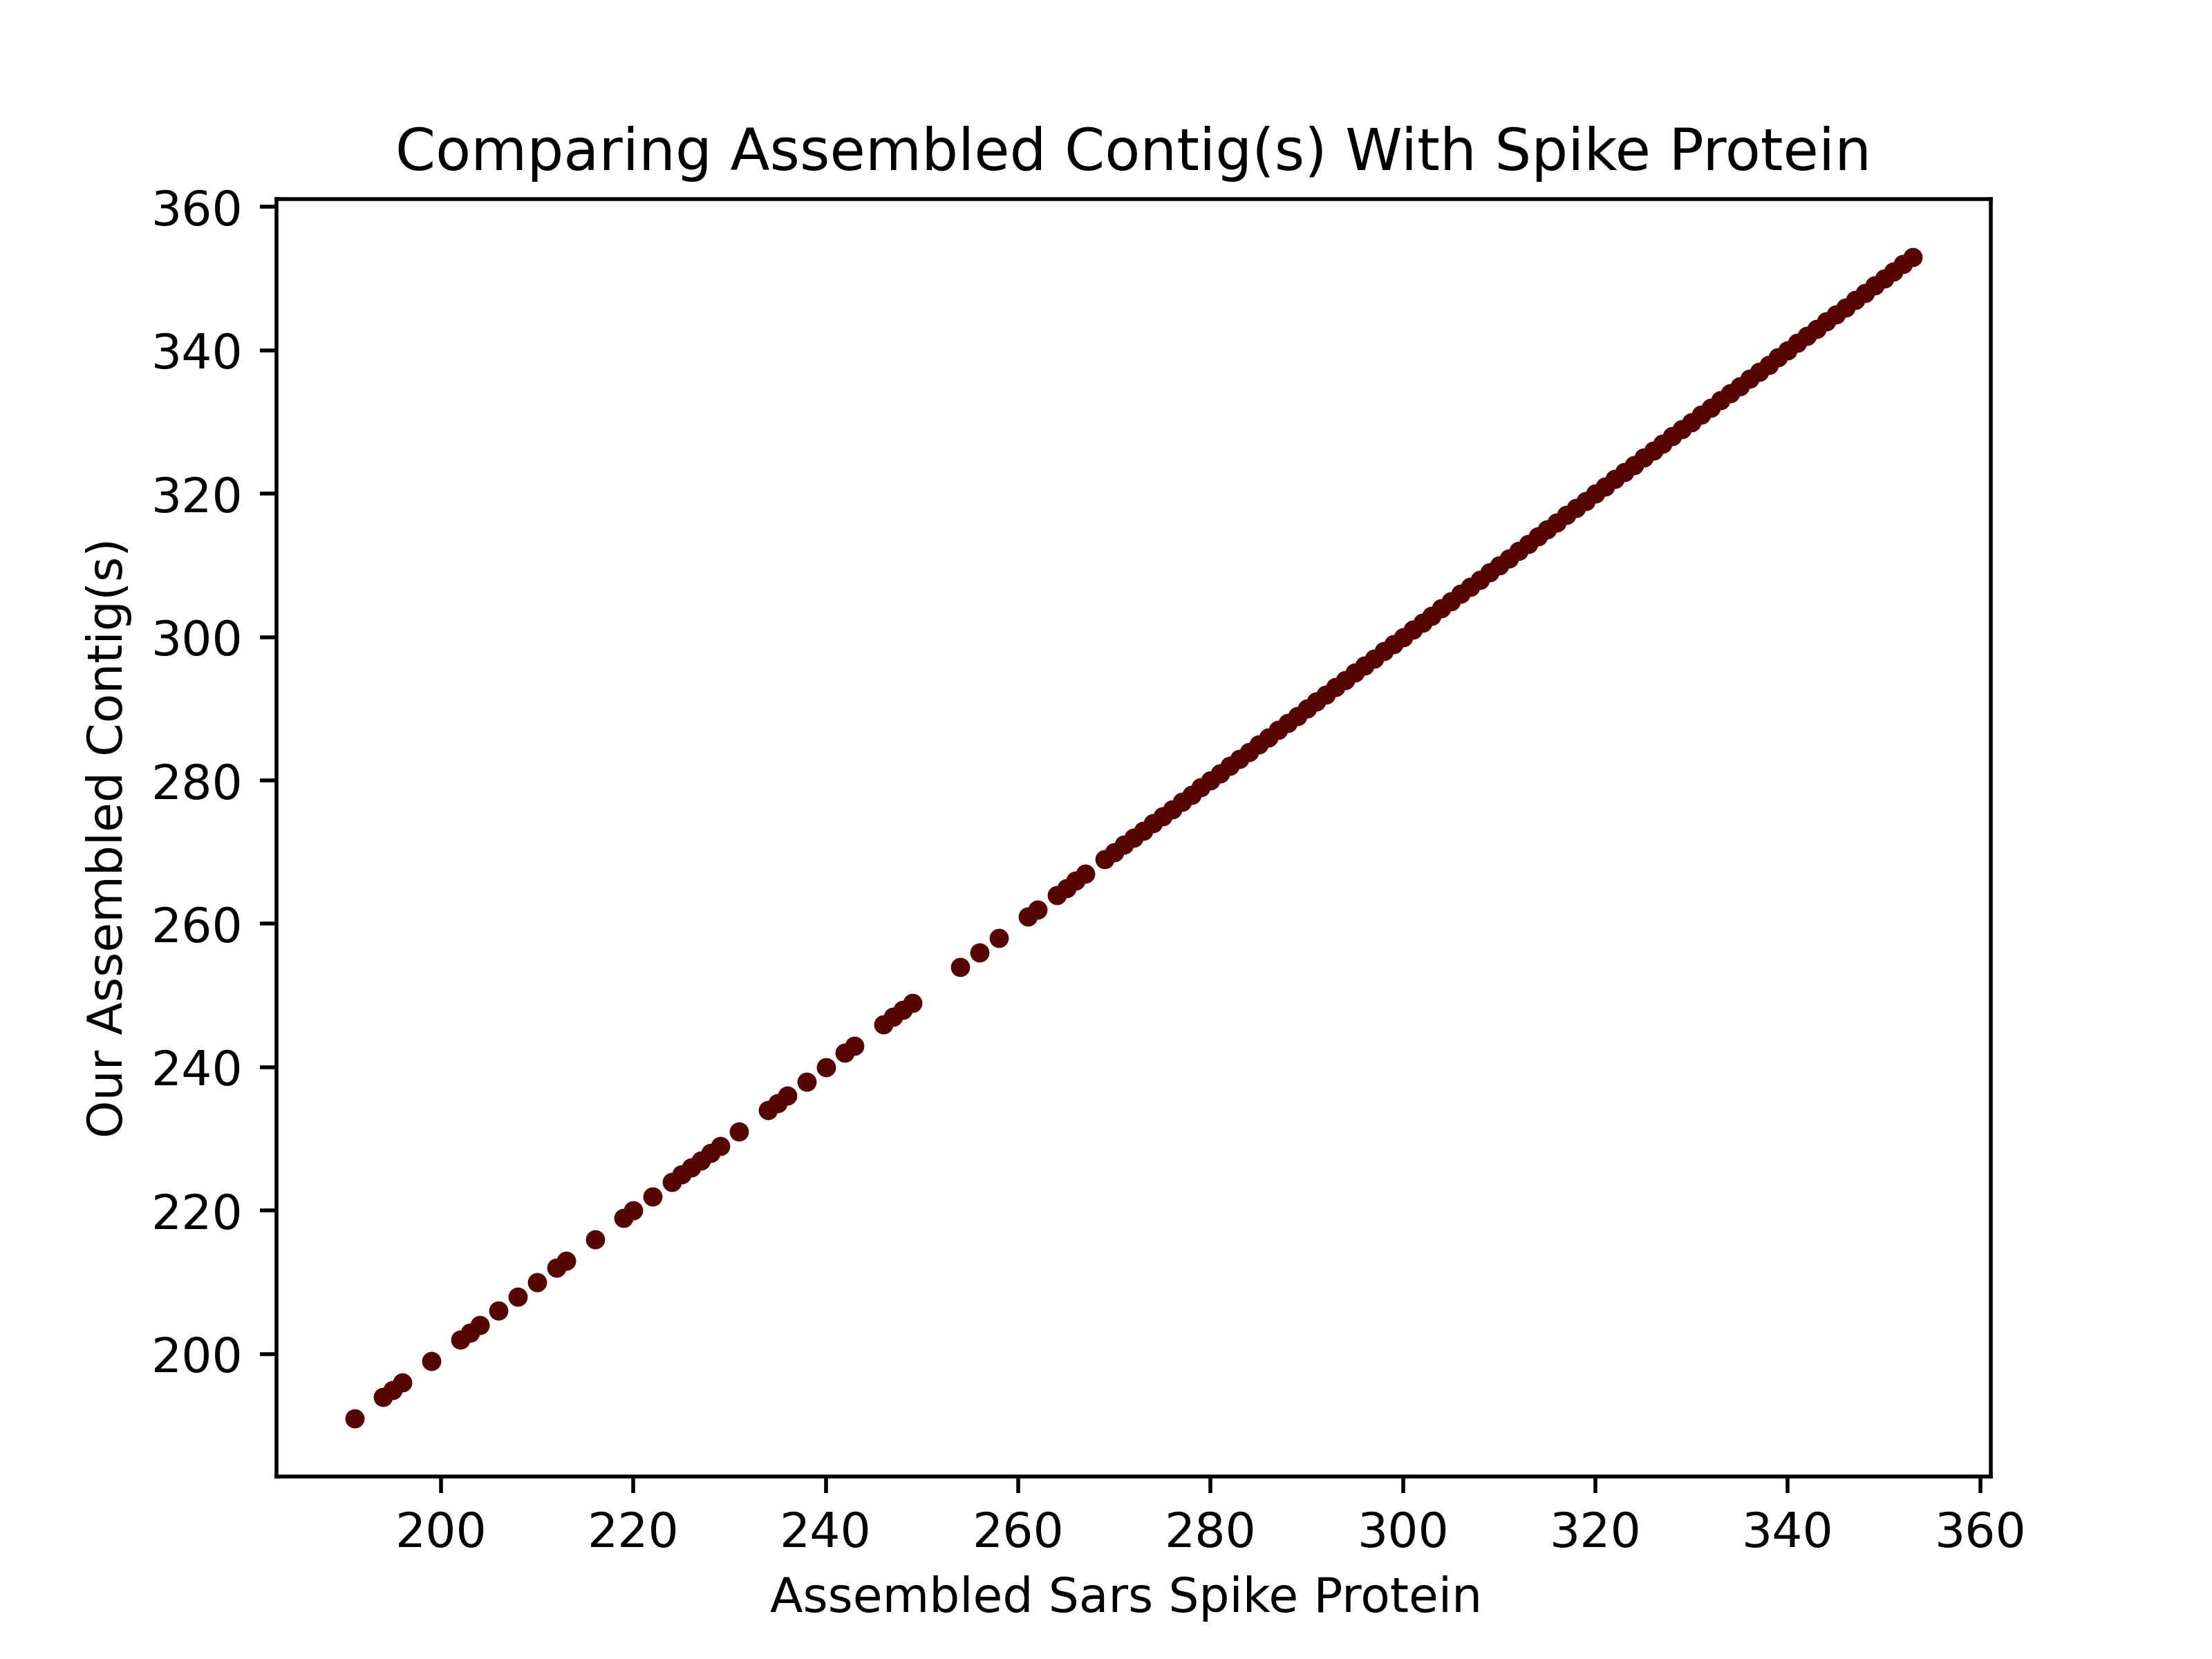 Comparing Assembled Contig(s) With Spike Protein
360
340
320
300
280
260
240
220
200
Our Assembled Contig(s)
200 220 240 260 280 300 320 340 360
Assembled Sars Spike Protein